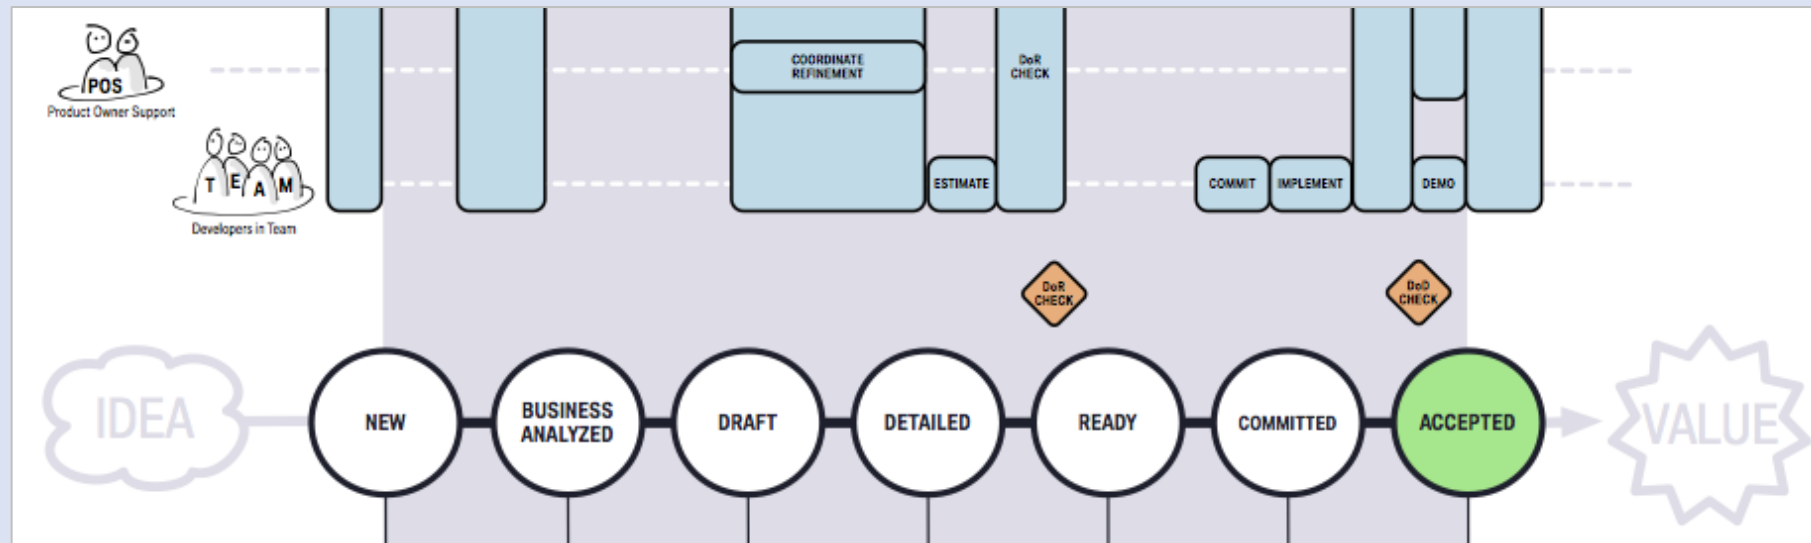 POS
Product Owner Support
COORDINATE
REFINEMENT
DoR
CHECK
TEAM
Developers in Team
ESTIMATE
COMMIT
IMPLEMENT
DEMO
DoR
CHECK
DoD
CHECK
IDEA
NEW
BUSINESS
ANALYZED
DRAFT
DETAILED
READY
COMMITTED
ACCEPTED
VALUE